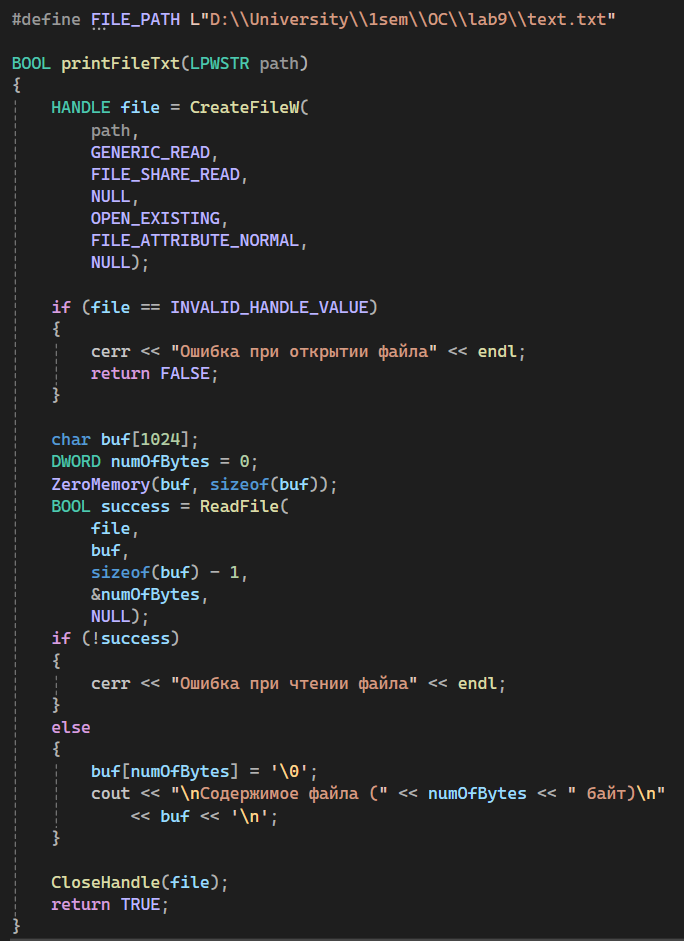 #define FILE_PATH L"D:\\University\\1sem\\OC\\lab9\\text.txt"
BOOL printFileTxt(LPWSTR path)
{
HANDLE file = CreateFileW(
path,
GENERIC_READ,
FILE_SHARE_READ,
NULL,
OPEN_EXISTING,
FILE_ATTRIBUTE_NORMAL,
NULL);
if (file == INVALID_HANDLE_VALUE)
{
cerr << "Ошибка при открытии файла" << endl;
return FALSE;
}
char buf[1024];
DWORD numOfBytes = 0;
ZeroMemory(buf, sizeof(buf));
BOOL success = ReadFile(
file,
buf,
sizeof(buf) - 1,
&numOfBytes,
NULL);
if (!success)
{
cerr << "Ошибка при чтении файла" << endl;
}
else
{
buf[numOfBytes] = '\0';
cout << "\nСодержимое файла (" << numOfBytes << " байт)\n"
<< buf << '\n';
}
CloseHandle(file);
return TRUE;
}